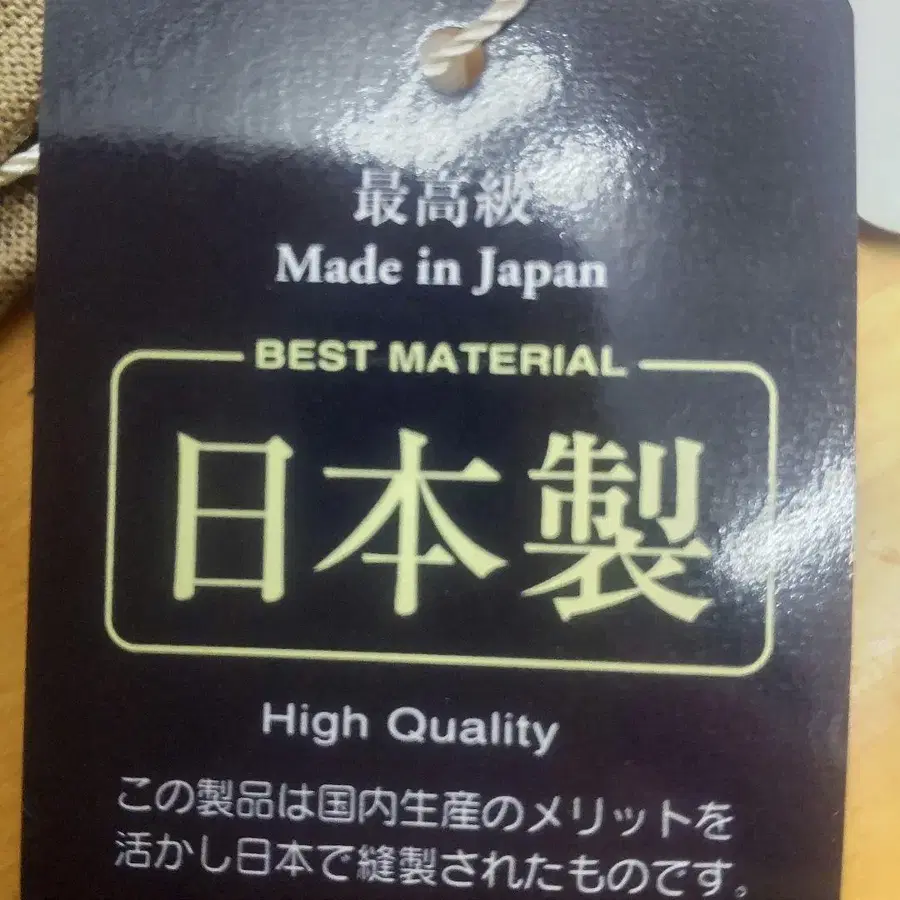 最高級
Made in Japan
BEST MATERIAL
日本製
High Quality
この製品は国内生産のメリットを
活かし日本で縫製されたものです。